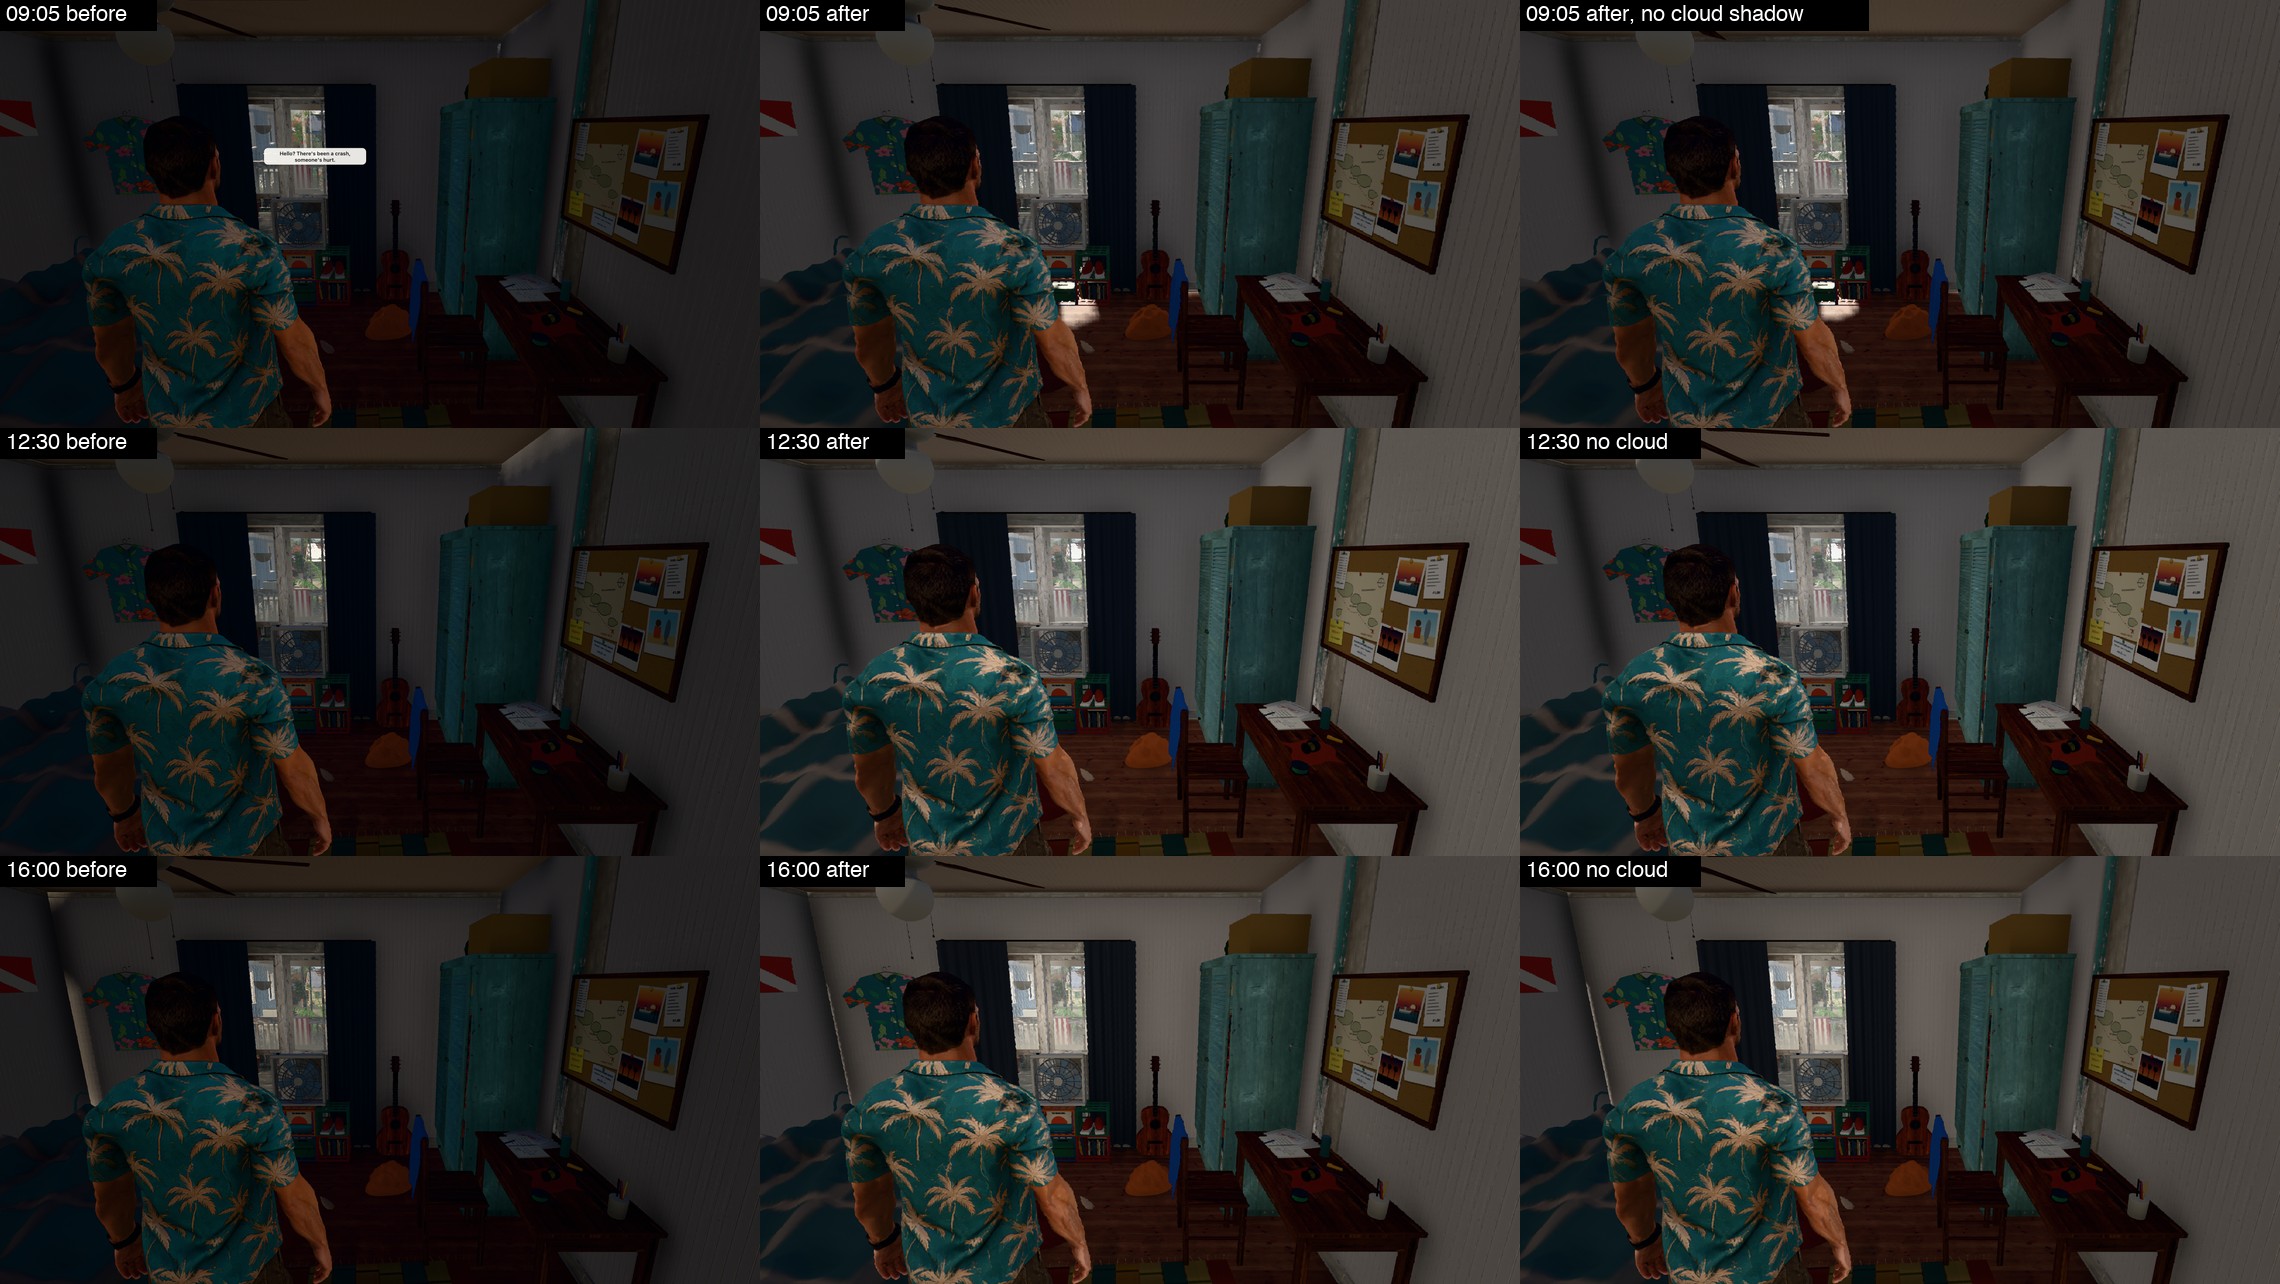 09:05 before
09:05 after
09:05 after, no cloud shadow
Hello? There's been a crash,
someone's hurt.
12:30 before
12:30 after
12:30 no cloud
16:00 before
16:00 after
16:00 no cloud